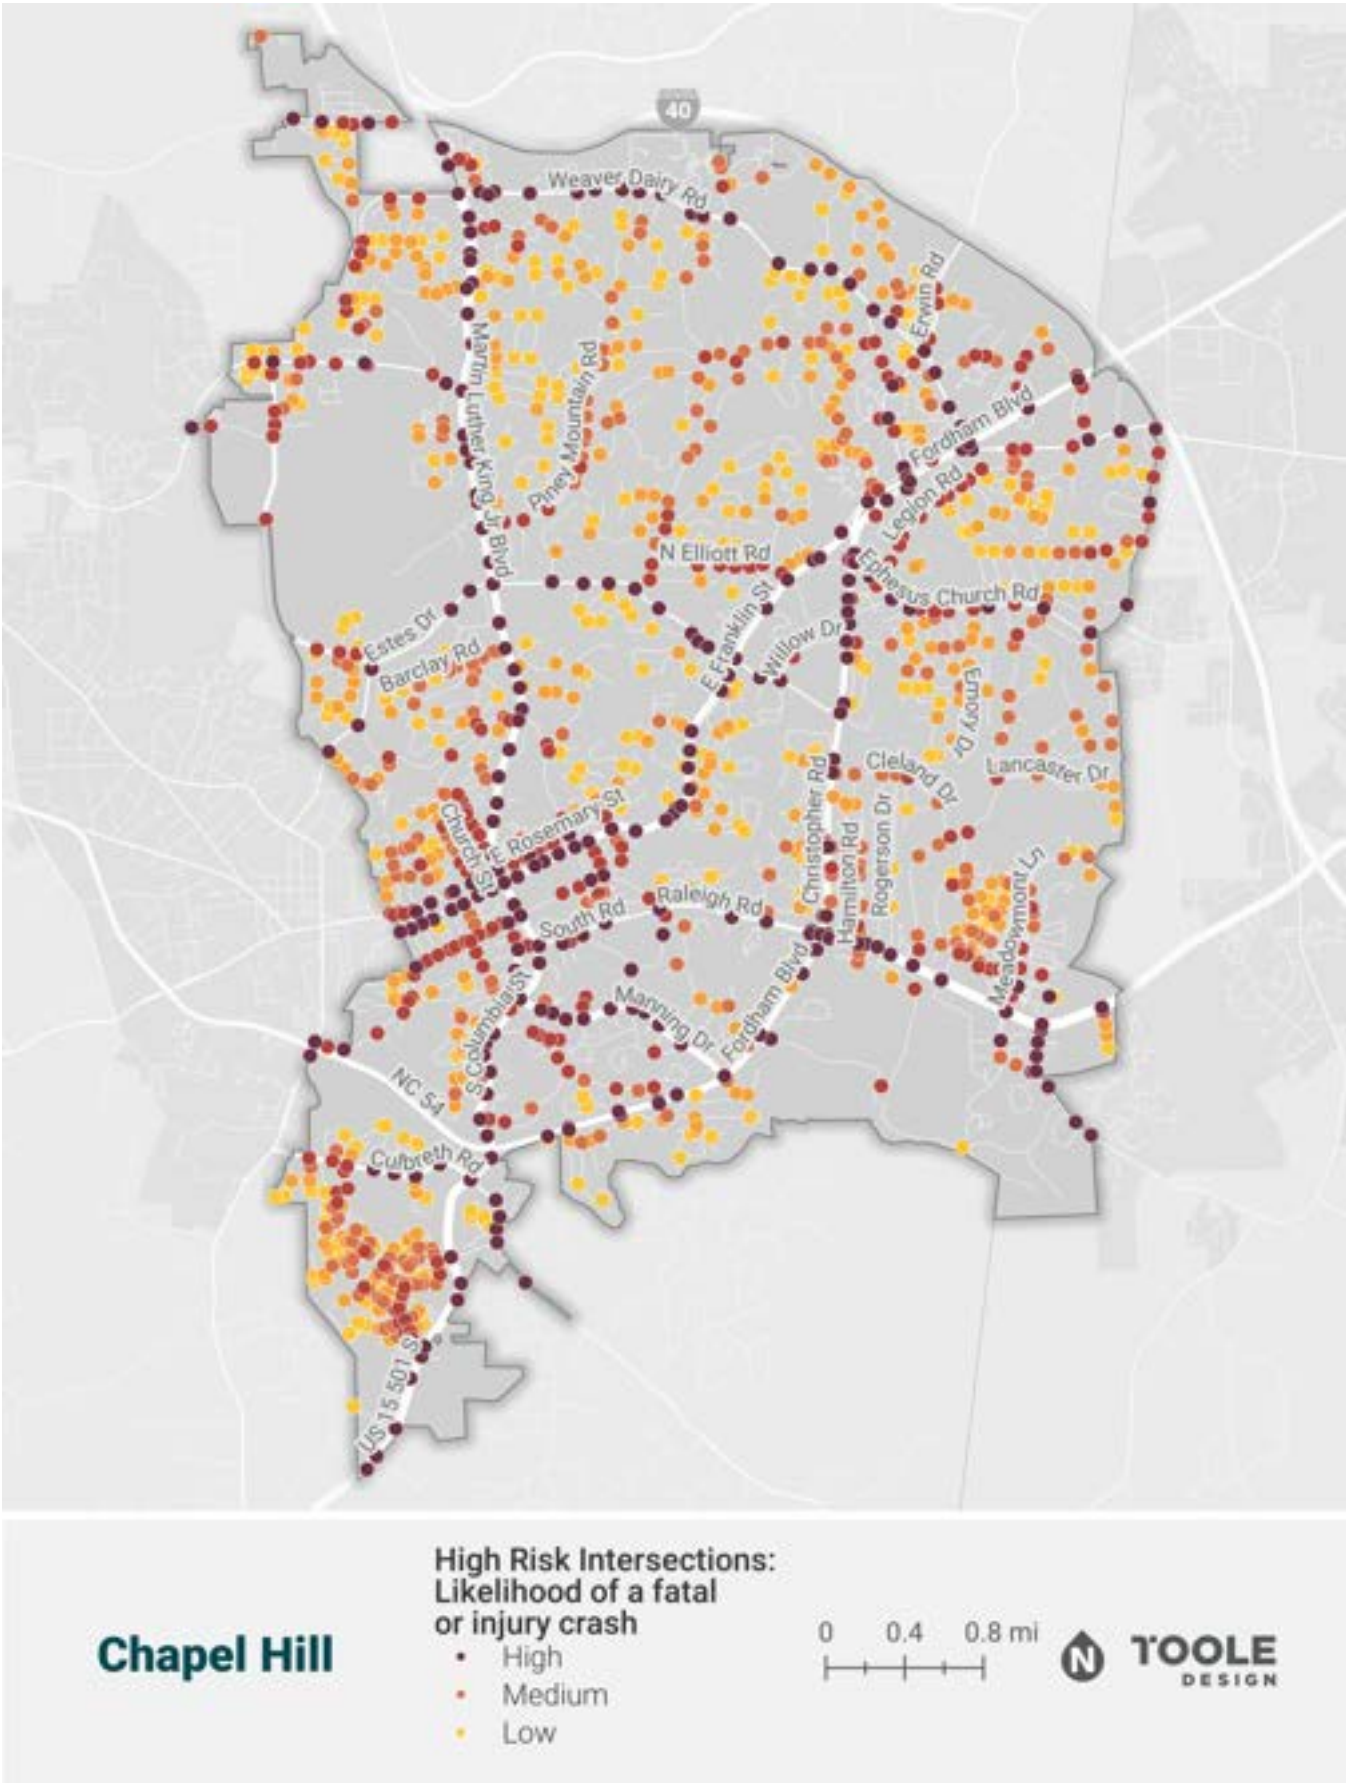 40
Weaver Dairy Rd
Erwin Rd
Martin Luther King Jr Blvd
Piney Mountain Rd
Fordham Blvd
Legion Rd
N Elliott Rd
Ephesus Church Rd
E Franklin St
Willow Dr
Estes Dr
Barclay Rd
Emory Dr
Cleland Dr
Lancaster Dr
Christopher Rd
Hamilton Rd
Rogerson Dr
Church St
E Rosemary St
Meadowmont Ln
Raleigh Rd
South Rd
Fordham Blvd
Manning Dr
S Columbia St
NC 54
Culbreth Rd
US 15 501 S
Chapel Hill
High Risk Intersections:
Likelihood of a fatal
or injury crash
High
Medium
Low
0 0.4 0.8 mi
N
TOOLE
DESIGN